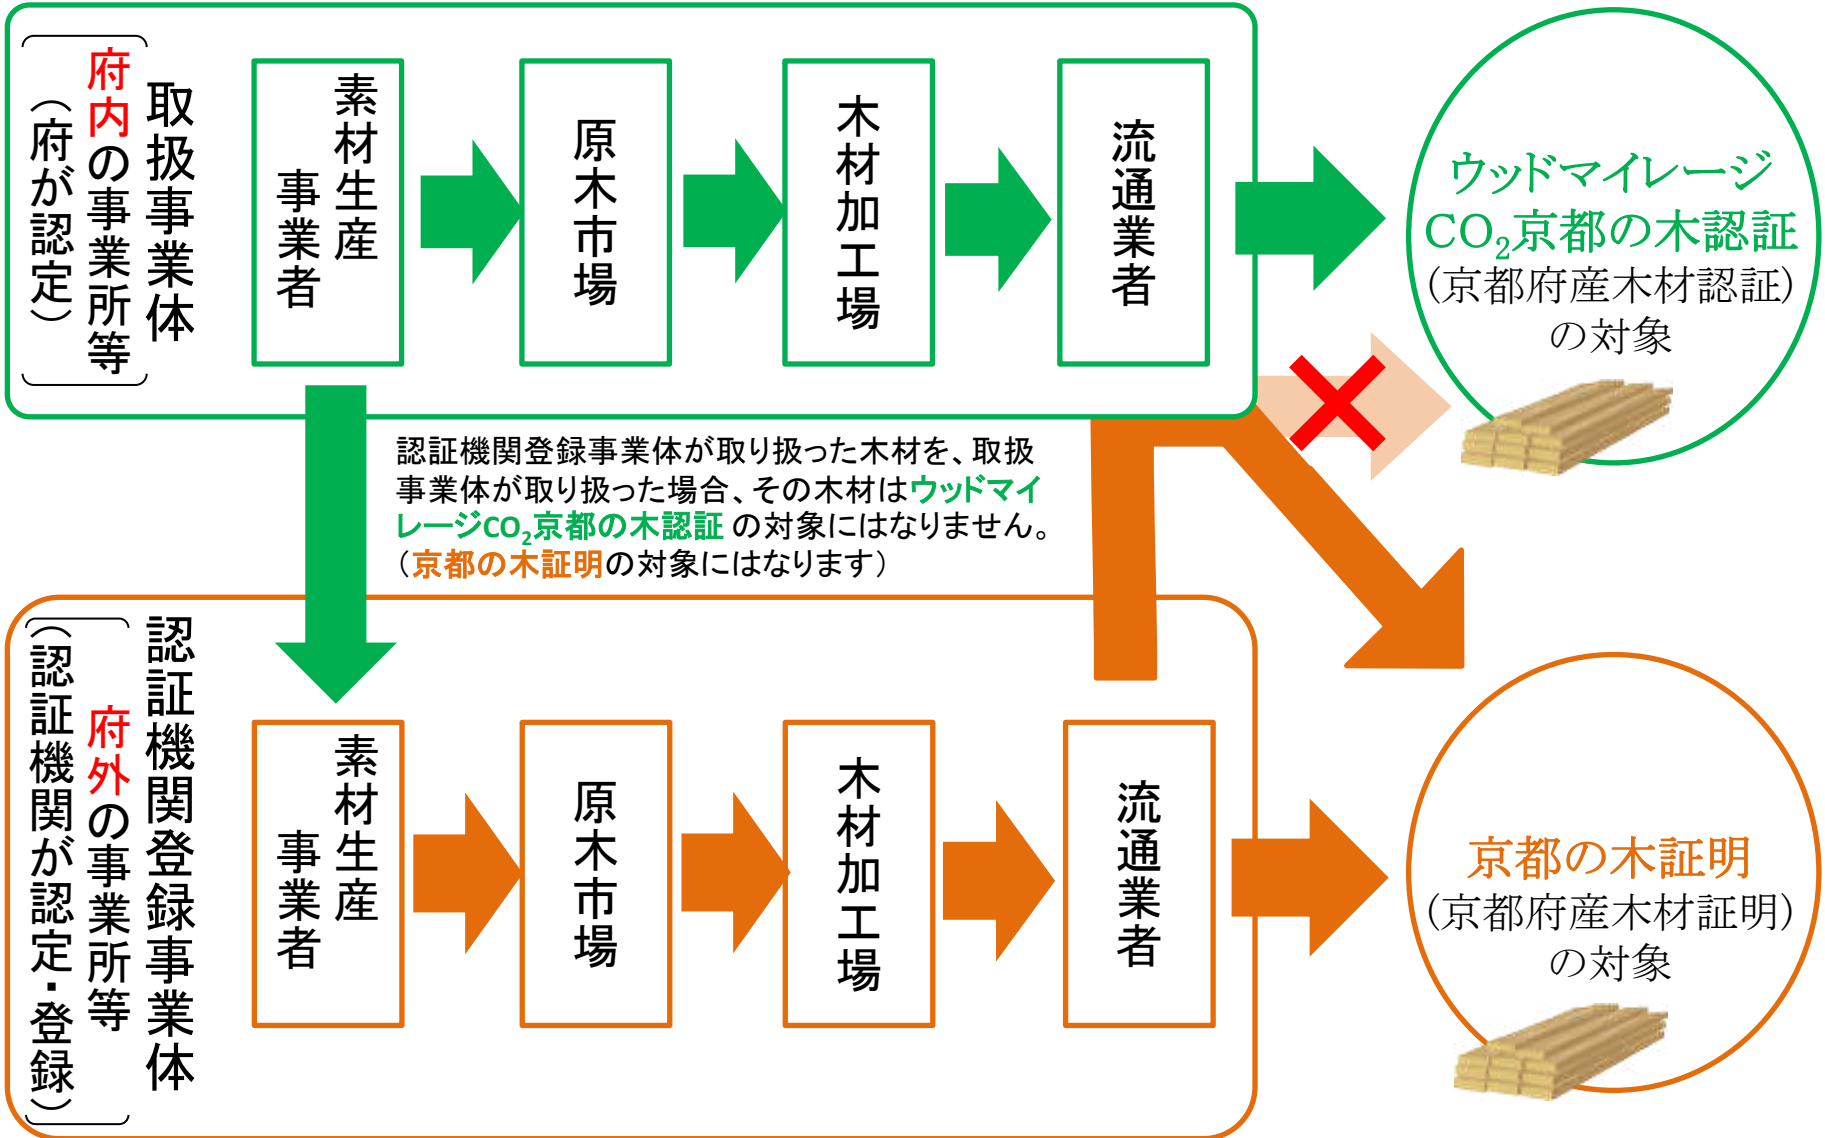 取扱事業体
府内の事業所等
（府が認定）
素材生産
事業者
原木市場
木材加工場
流通業者
ウッドマイレージ
CO₂京都の木認証
(京都府産木材認証)
の対象
認証機関登録事業体が取り扱った木材を、取扱
事業体が取り扱った場合、その木材はウッドマイ
レージCO₂京都の木認証 の対象にはなりません。
（京都の木証明の対象にはなります）
認証機関登録事業体
府外の事業所等
（認証機関が認定・登録）
素材生産
事業者
原木市場
木材加工場
流通業者
京都の木証明
(京都府産木材証明)
の対象